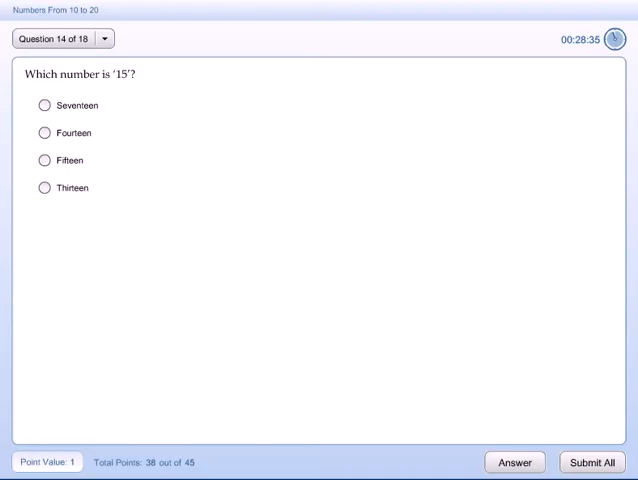 Numbers From 10 to 20
Question 14 of 18
00:28:35
Which number is ‘15’?
Seventeen
Fourteen
Fifteen
Thirteen
Point Value: 1
Total Points: 38 out of 45
Answer
Submit All